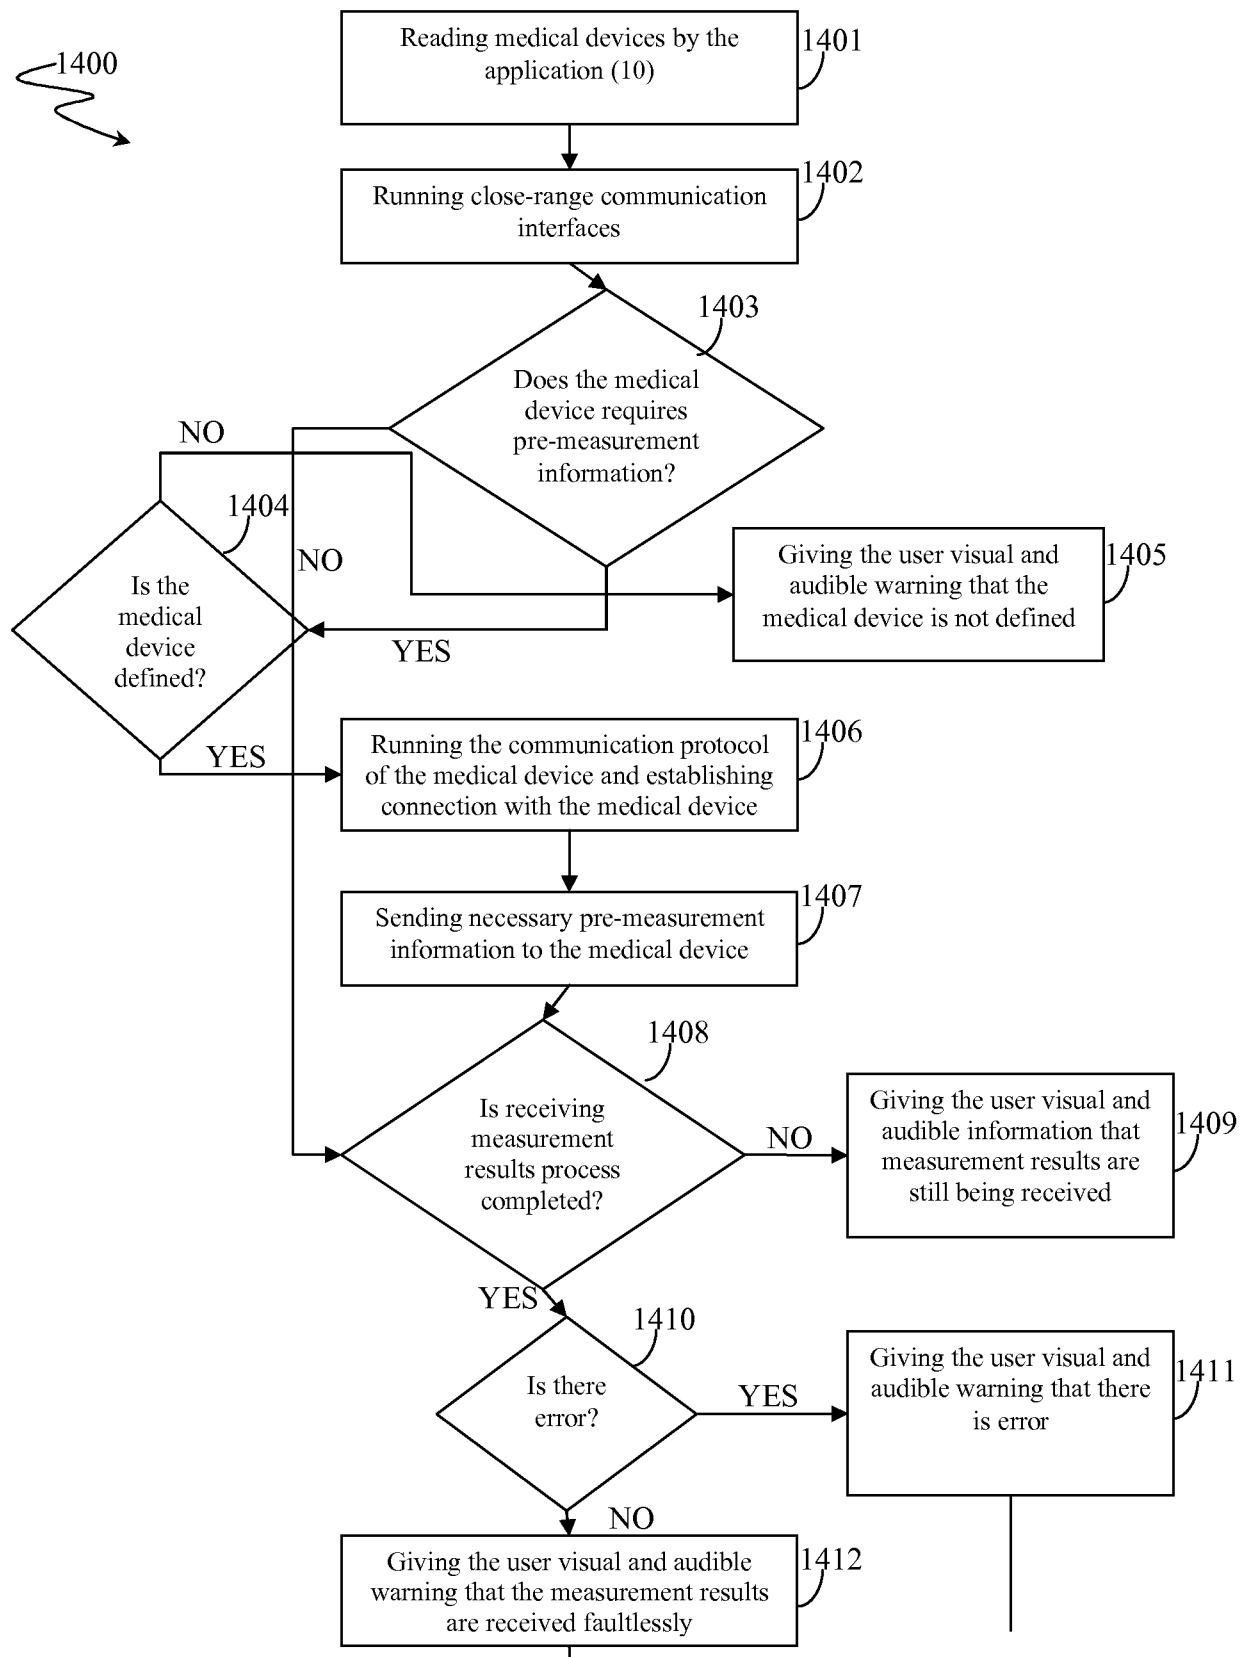 1400
Reading medical devices by the
application (10)
1401
Running close-range communication
interfaces
1402
1403
Does the medical
device requires
pre-measurement
information?
NO
1404
NO
Is the
medical
device
defined?
YES
Giving the user visual and
audible warning that the
medical device is not defined
1405
YES
Running the communication protocol
of the medical device and establishing
connection with the medical device
1406
Sending necessary pre-measurement
information to the medical device
1407
1408
Is receiving
measurement
results process
completed?
NO
Giving the user visual and
audible information that
measurement results are
still being received
1409
YES
1410
Is there
error?
YES
Giving the user visual and
audible warning that there
is error
1411
NO
Giving the user visual and audible
warning that the measurement results
are received faultlessly
1412